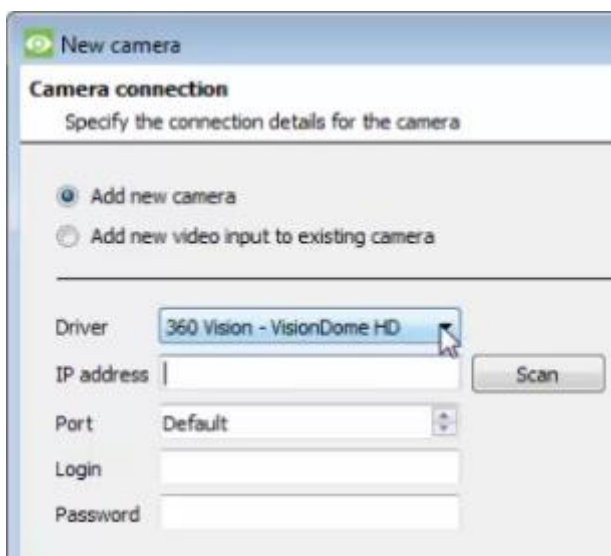 New camera
Camera connection
Specify the connection details for the camera
Add new camera
Add new video input to existing camera
Driver 360 Vision - VisionDome HD
IP address Scan
Port Default
Login
Password